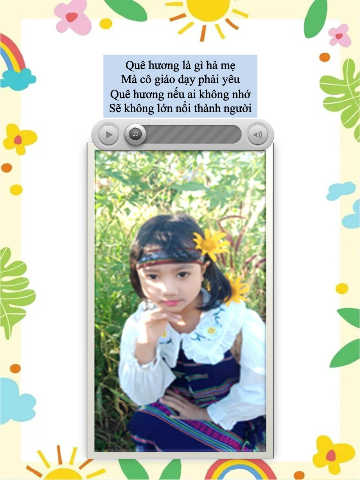 Quê hương là gì hả mẹ
Mà cô giáo dạy phải yêu
Quê hương nếu ai không nhớ
Sẽ không lớn nổi thành người